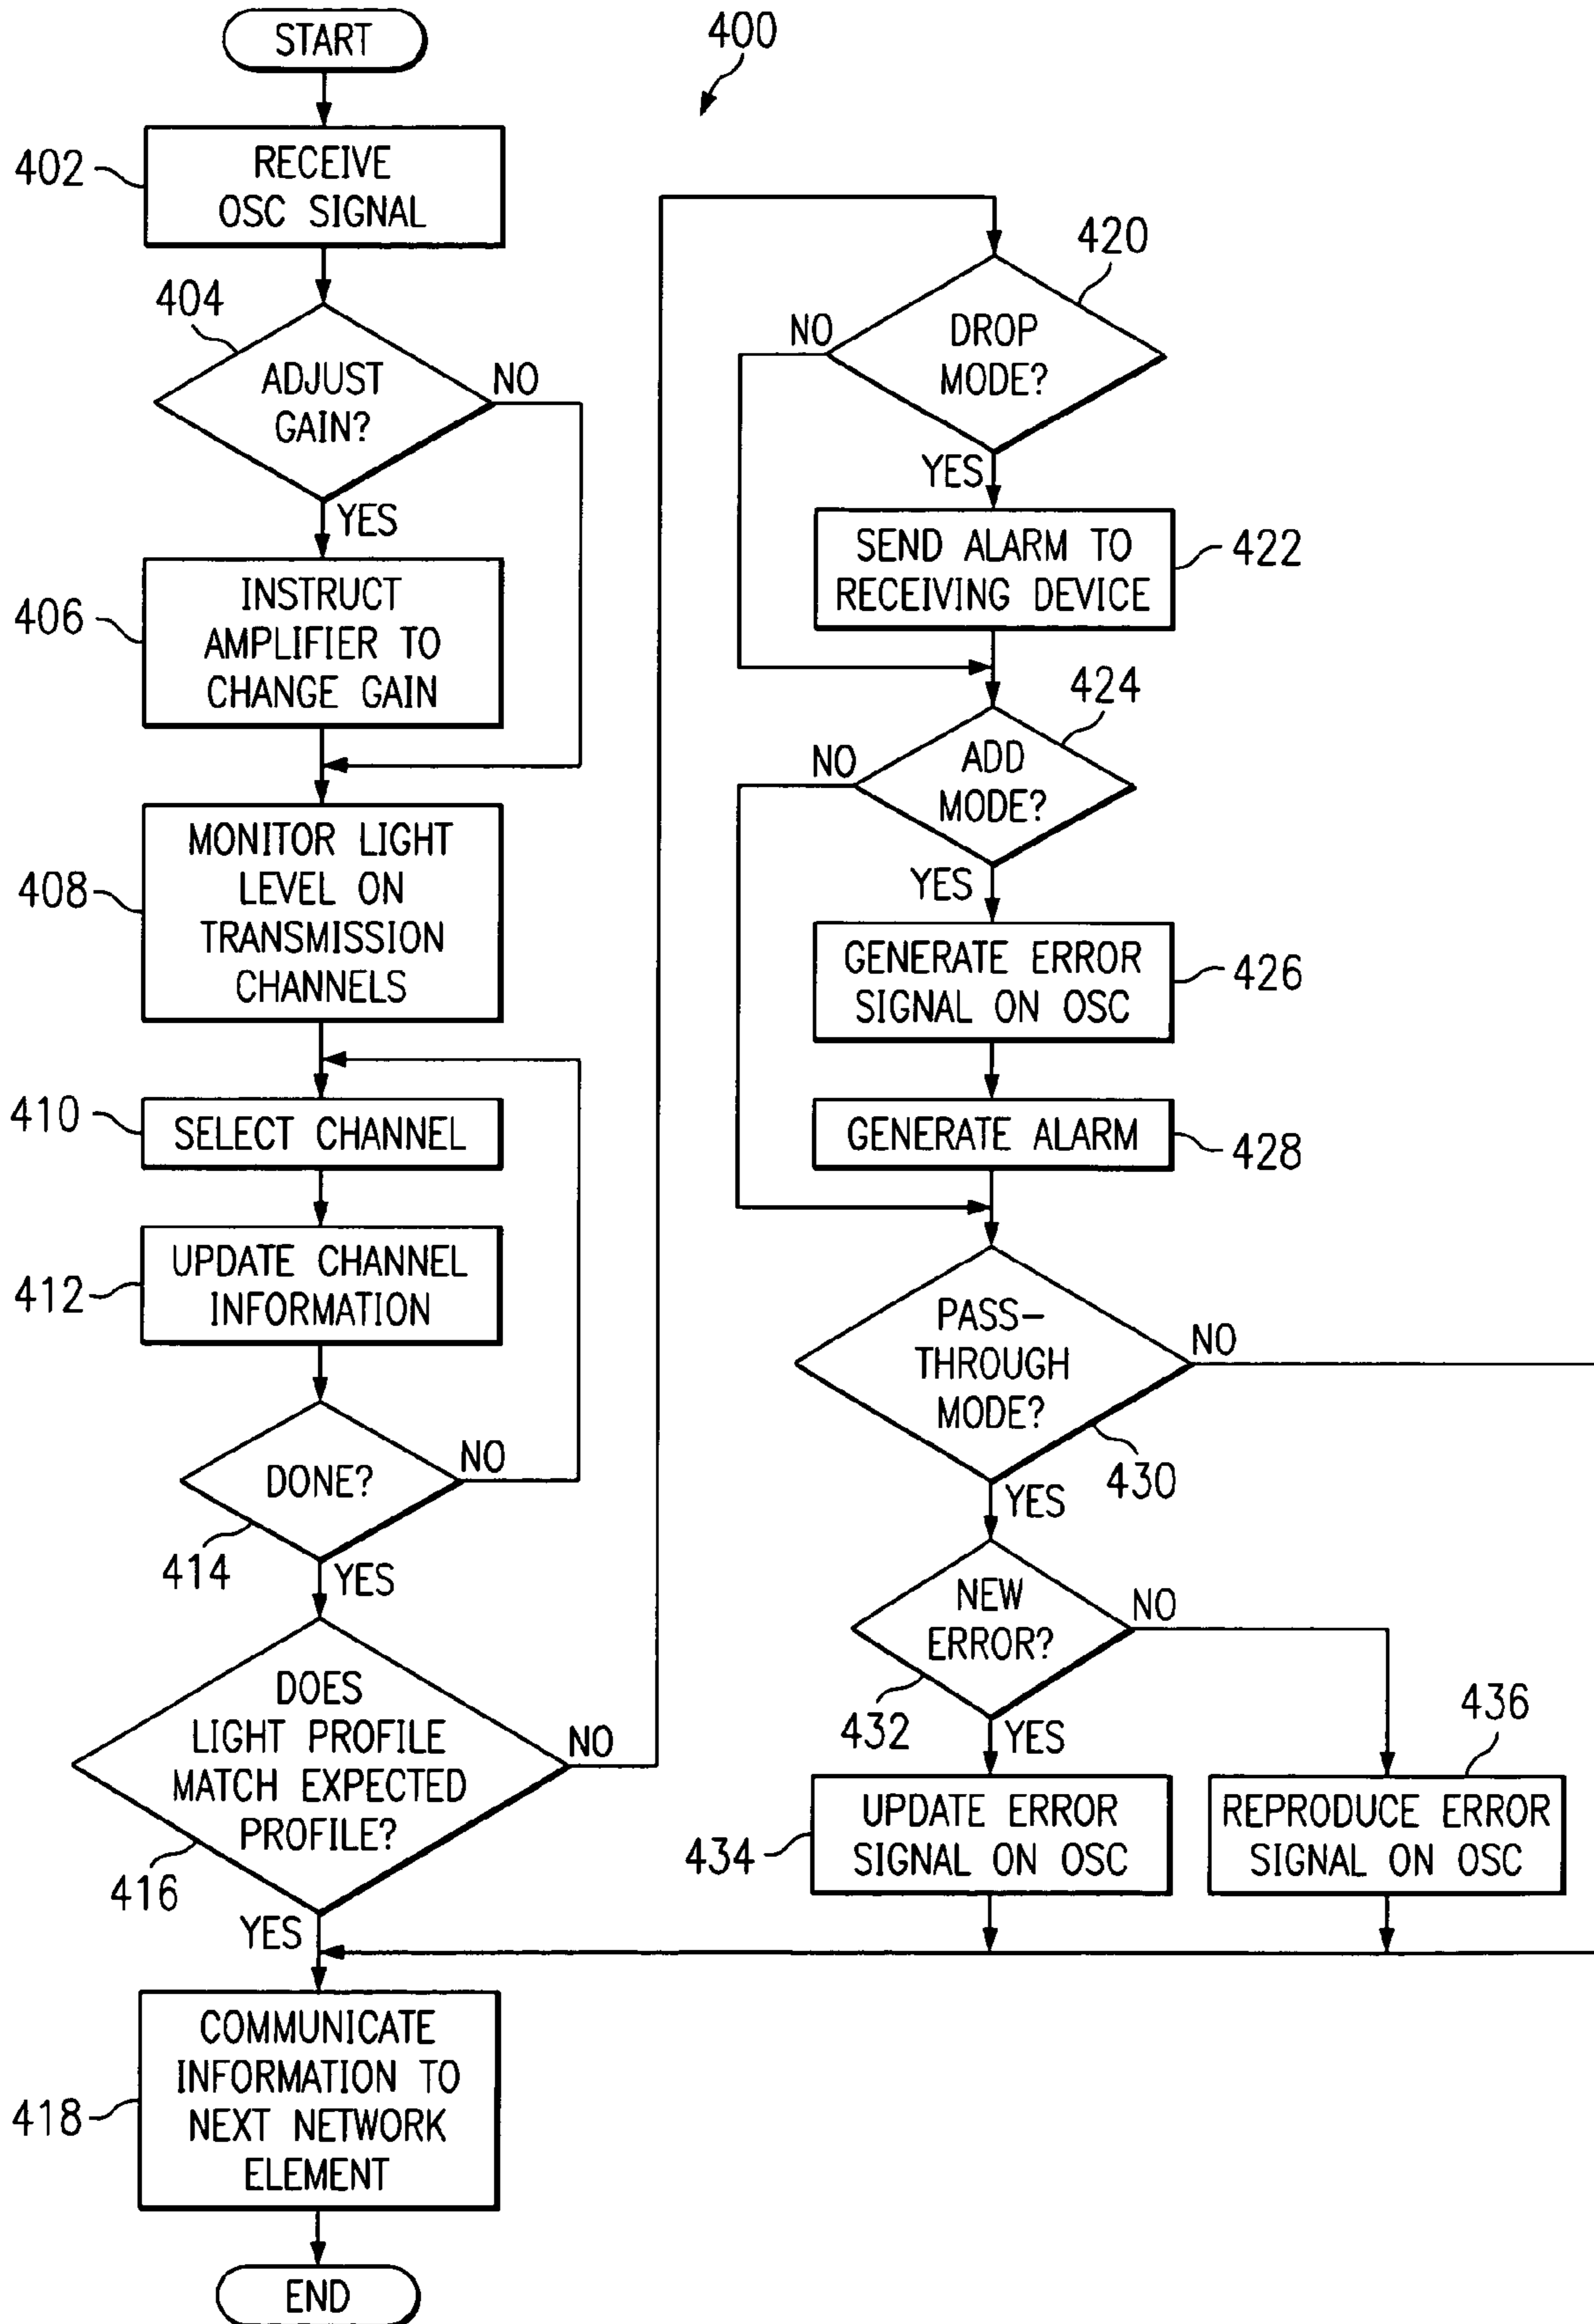 START
400
402
RECEIVE
OSC SIGNAL
404
ADJUST
GAIN?
NO
YES
406
INSTRUCT
AMPLIFIER TO
CHANGE GAIN
408
MONITOR LIGHT
LEVEL ON
TRANSMISSION
CHANNELS
410
SELECT CHANNEL
412
UPDATE CHANNEL
INFORMATION
DONE?
NO
414
YES
DOES
LIGHT PROFILE
MATCH EXPECTED
PROFILE?
NO
416
YES
418
COMMUNICATE
INFORMATION TO
NEXT NETWORK
ELEMENT
END
420
DROP
MODE?
NO
YES
SEND ALARM TO
RECEIVING DEVICE
422
424
ADD
MODE?
NO
YES
GENERATE ERROR
SIGNAL ON OSC
426
GENERATE ALARM
428
PASS-
THROUGH
MODE?
NO
430
YES
NEW
ERROR?
NO
432
YES
434
UPDATE ERROR
SIGNAL ON OSC
436
REPRODUCE ERROR
SIGNAL ON OSC